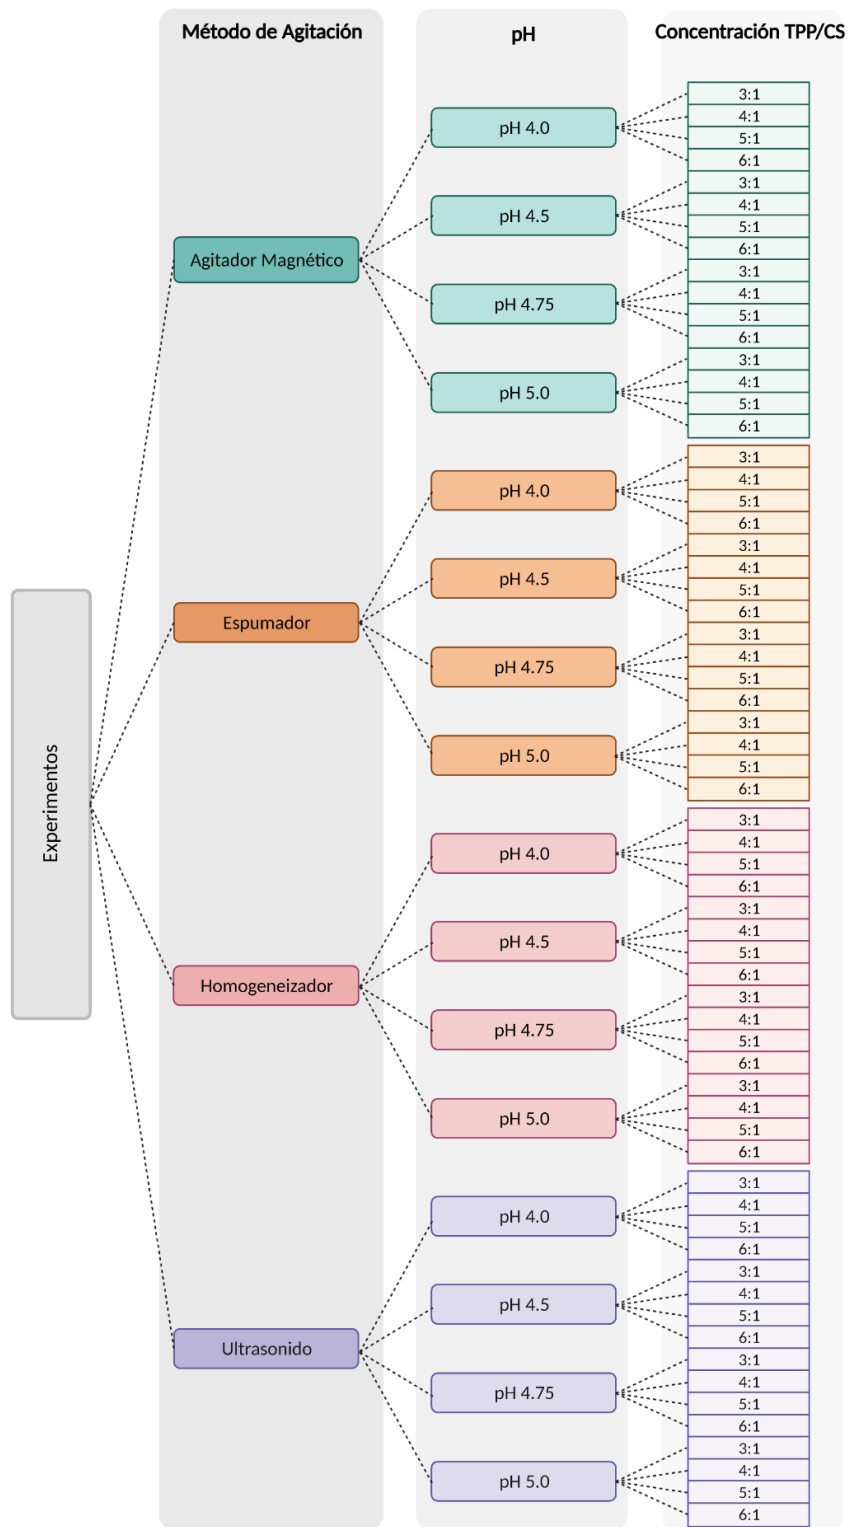 Método de Agitación
pH
Concentración TPP/CS
Experimentos
Agitador Magnético
pH 4.0
3:1
4:1
5:1
6:1
pH 4.5
3:1
4:1
5:1
6:1
pH 4.75
3:1
4:1
5:1
6:1
pH 5.0
3:1
4:1
5:1
6:1
Espumador
pH 4.0
3:1
4:1
5:1
6:1
pH 4.5
3:1
4:1
5:1
6:1
pH 4.75
3:1
4:1
5:1
6:1
pH 5.0
3:1
4:1
5:1
6:1
Homogeneizador
pH 4.0
3:1
4:1
5:1
6:1
pH 4.5
3:1
4:1
5:1
6:1
pH 4.75
3:1
4:1
5:1
6:1
pH 5.0
3:1
4:1
5:1
6:1
Ultrasonido
pH 4.0
3:1
4:1
5:1
6:1
pH 4.5
3:1
4:1
5:1
6:1
pH 4.75
3:1
4:1
5:1
6:1
pH 5.0
3:1
4:1
5:1
6:1